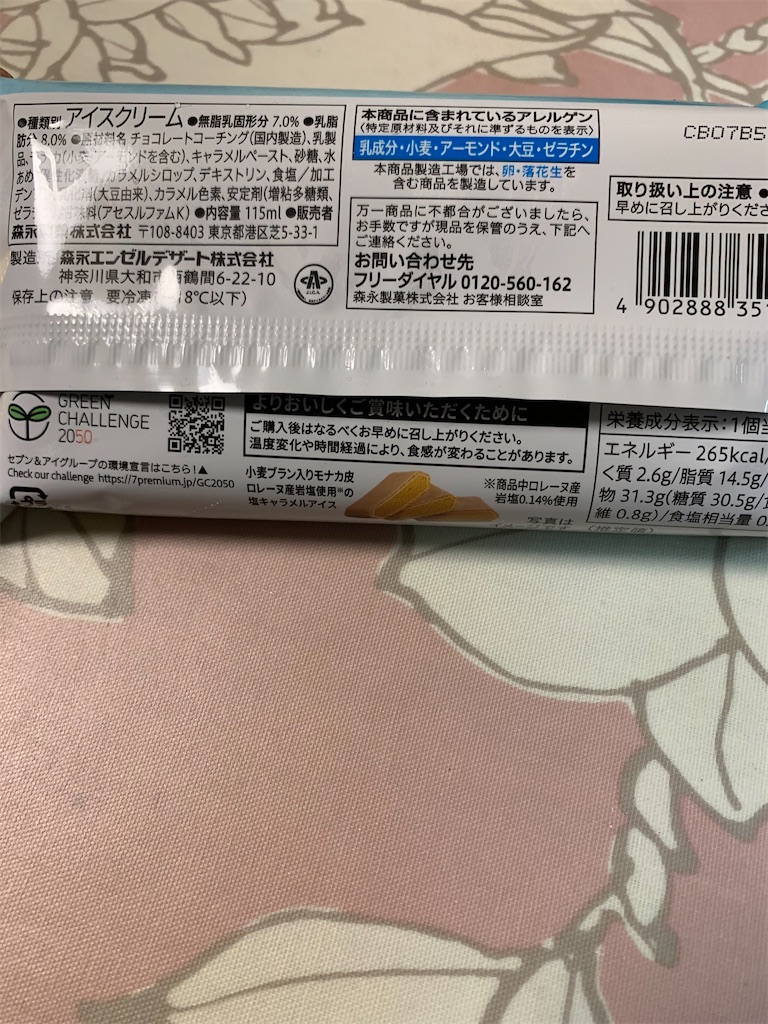 ●種類別 アイスクリーム ●無脂乳固形分 7.0% ●乳脂
肪分 8.0% ●原材料名 チョコレートコーチング(国内製造)、乳製
品、 カ(小麦、アーモンドを含む)、キャラメルペースト、砂糖、水
あめ、 性化 、カラメルシロップ、デキストリン、食塩／加工
デン 化剤(大豆由来)、カラメル色素、安定剤(増粘多糖類、
ゼラ 味料(アセスルファムK) ●内容量 115ml ●販売者
森永 株式会社 〒108-8403 東京都港区芝5-33-1
製造 森永エンゼルデザート株式会社
神奈川県大和市 鶴間6-22-10
保存上の注意 要冷凍 18℃以下)
本商品に含まれているアレルゲン
〈特定原材料及びそれに準ずるものを表示〉
乳成分・小麦・アーモンド・大豆・ゼラチン
本商品製造工場では、卵・落花生を
含む商品を製造しています。
万一商品に不都合がございましたら、
お手数ですが現品を保管のうえ、下記へ
ご連絡ください。
お問い合わせ先
フリーダイヤル 0120-560-162
森永製菓株式会社 お客様相談室
CB07B5
取り扱い上の注意 ●
早めに召し上がりくださ
4 902888 35
GREEN
CHALLENGE
2050
セブン＆アイグループの環境宣言はこちら！▲
Check our challenge https://7premium.jp/GC2050
よりおいしくご賞味いただくために
ご購入後はなるべくお早めに召し上がりください。
温度変化や時間経過により、食感が変わることがあります。
小麦ブラン入りモナカ皮
ロレーヌ産岩塩使用※の
塩キャラメルアイス
※商品中ロレーヌ産
岩塩0.14%使用
写真は
イメージです
栄養成分表示：1個当
エネルギー 265kcal/
く質 2.6g/脂質 14.5g/
物 31.3g(糖質 30.5g/
維 0.8g)/食塩相当量 0.
(推定値)